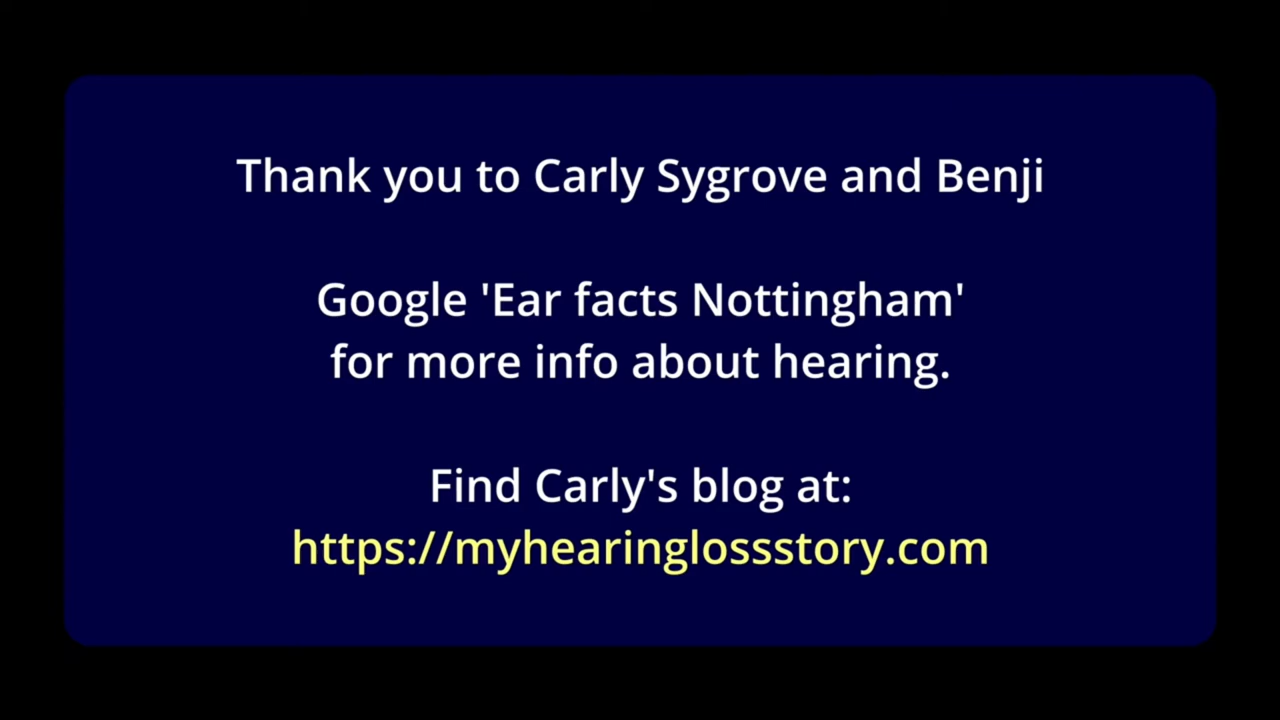 Thank you to Carly Sygrove and Benji
Google 'Ear facts Nottingham'
for more info about hearing.
Find Carly's blog at:
https://myhearinglossstory.com